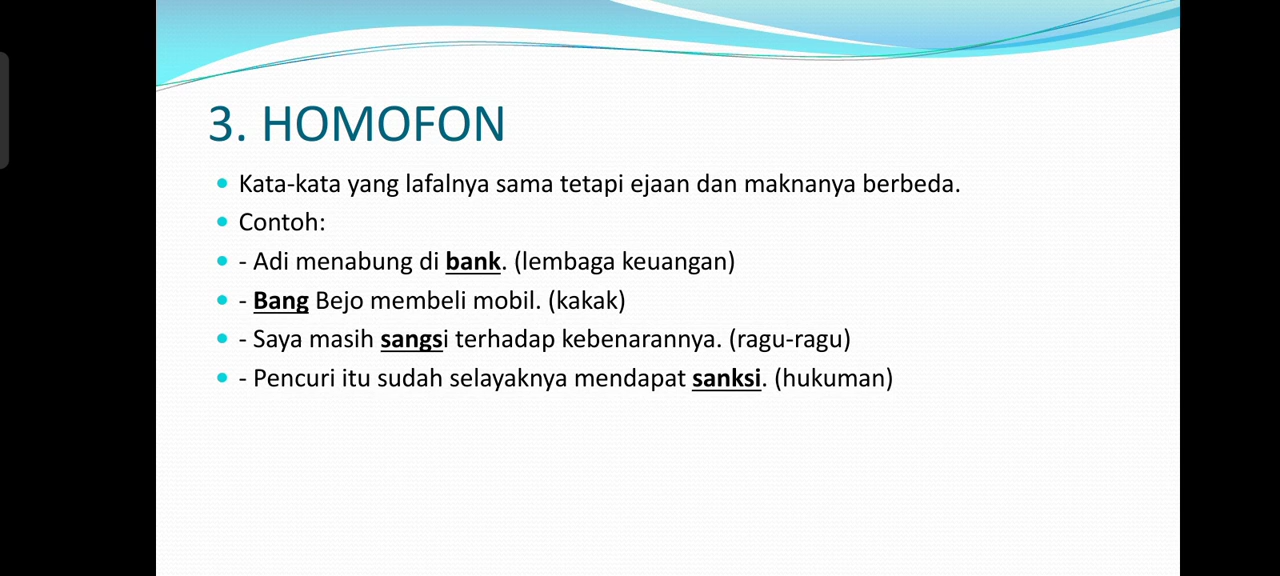 3. HOMOFON
• Kata-kata yang lafalnya sama tetapi ejaan dan maknanya berbeda.
• Contoh:
• - Adi menabung di bank. (lembaga keuangan)
• - Bang Bejo membeli mobil. (kakak)
• - Saya masih sangsi terhadap kebenarannya. (ragu-ragu)
• - Pencuri itu sudah selayaknya mendapat sanksi. (hukuman)